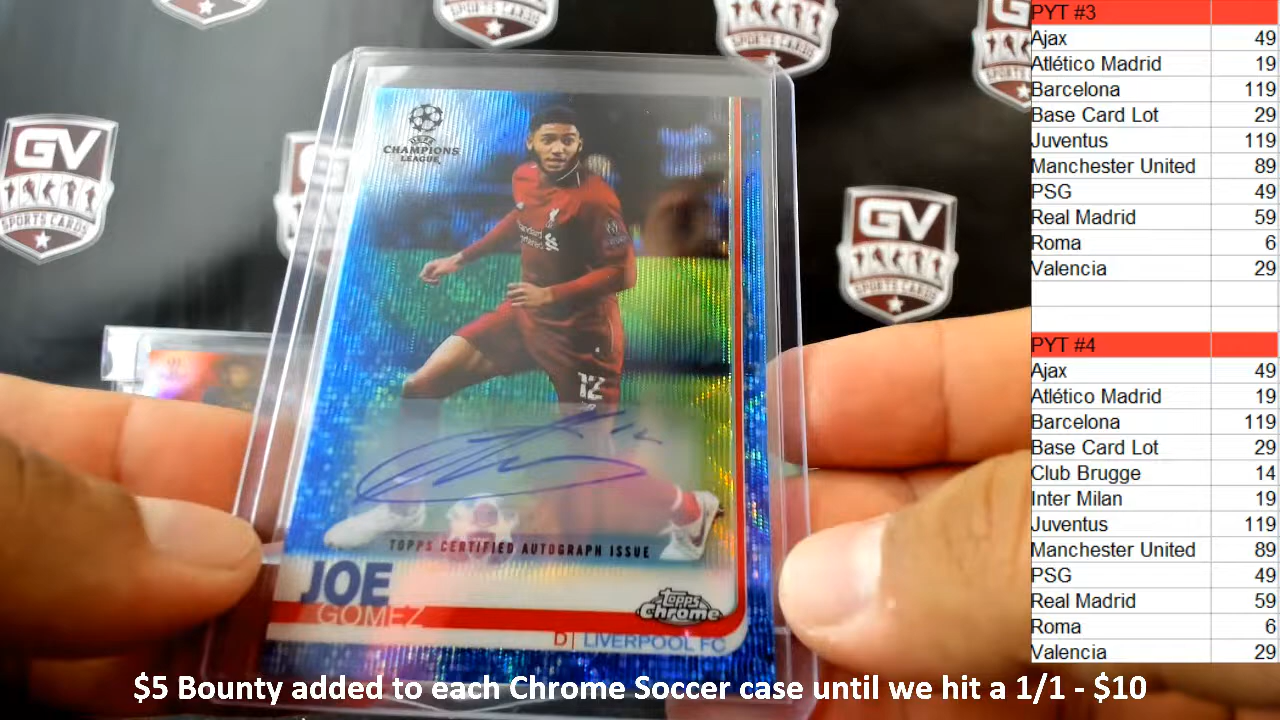 GV
SPORTS CARDS
GV
SPORTS CARDS
UEFA
CHAMPIONS
LEAGUE
Standard
Chartered
12
TOPPS CERTIFIED AUTOGRAPH ISSUE
JOE
GOMEZ
Topps
Chrome
D| LIVERPOOL FC
$5 Bounty added to each Chrome Soccer case until we hit a 1/1 - $10
PYT #3
Ajax 49
Atlético Madrid 19
Barcelona 119
Base Card Lot 29
Juventus 119
Manchester United 89
PSG 49
Real Madrid 59
Roma 6
Valencia 29
PYT #4
Ajax 49
Atlético Madrid 19
Barcelona 119
Base Card Lot 29
Club Brugge 14
Inter Milan 19
Juventus 119
Manchester United 89
PSG 49
Real Madrid 59
Roma 6
Valencia 29